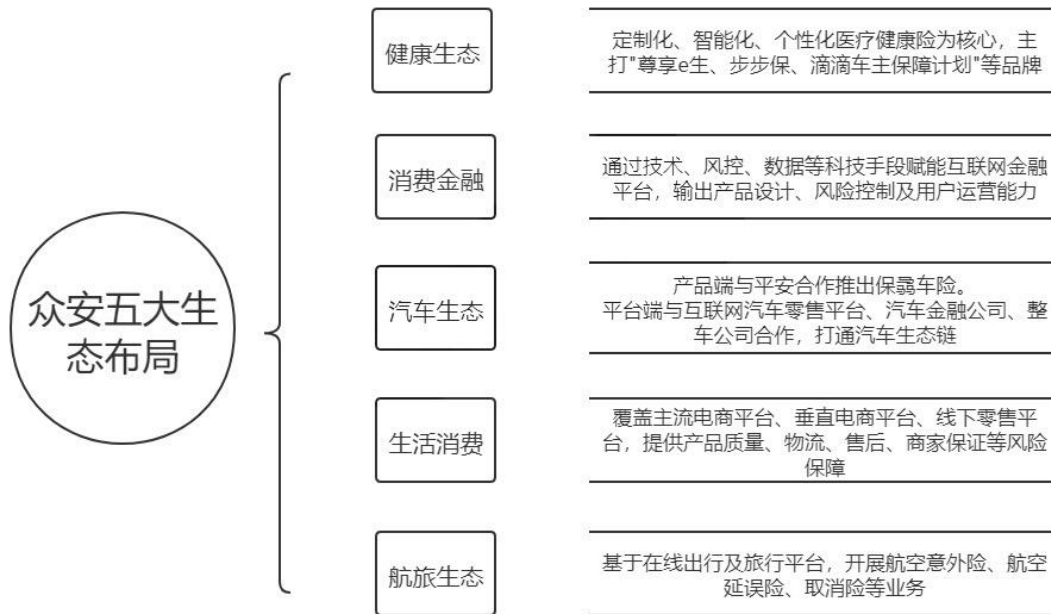 众安五大生
态布局
健康生态
定制化、智能化、个性化医疗健康险为核心，主
打"尊享e生、步步保、滴滴车主保障计划"等品牌
消费金融
通过技术、风控、数据等科技手段赋能互联网金融
平台，输出产品设计、风险控制及用户运营能力
汽车生态
产品端与平安合作推出保骉车险。
平台端与互联网汽车零售平台、汽车金融公司、整
车公司合作，打通汽车生态链
生活消费
覆盖主流电商平台、垂直电商平台、线下零售平
台，提供产品质量、物流、售后、商家保证等风险
保障
航旅生态
基于在线出行及旅行平台，开展航空意外险、航空
延误险、取消险等业务